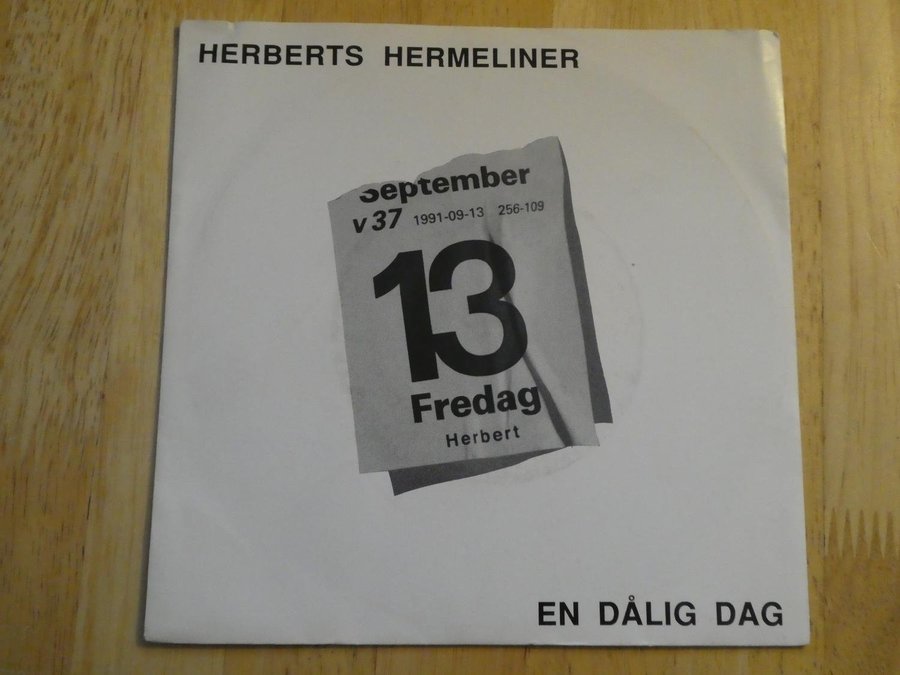 HERBERTS HERMELINER
September
v 37 1991-09-13 256-109
13
Fredag
Herbert
EN DÅLIG DAG